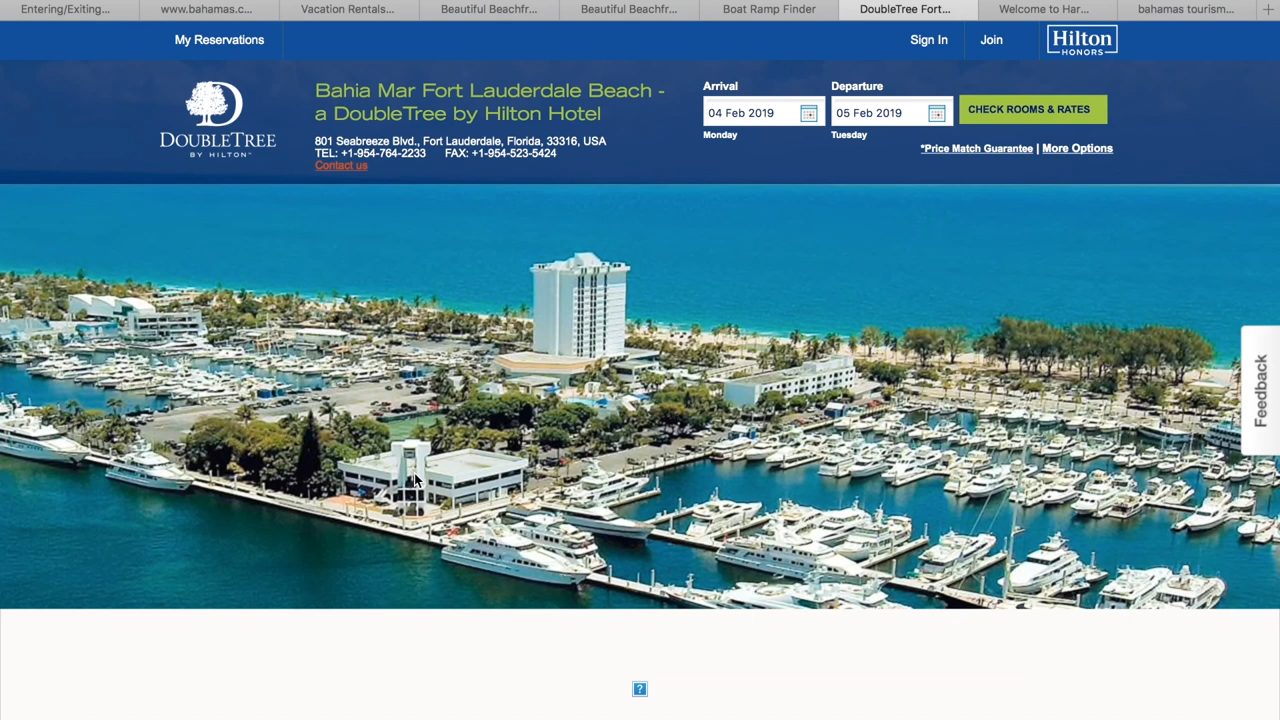 Entering/Exiting...
www.bahamas.c...
Vacation Rentals...
Beautiful Beachfr...
Beautiful Beachfr...
Boat Ramp Finder
DoubleTree Fort...
Welcome to Har...
bahamas tourism...
My Reservations
Sign In
Join
Hilton
HONORS
DOUBLETREE
BY HILTON™
Bahia Mar Fort Lauderdale Beach -
a DoubleTree by Hilton Hotel
801 Seabreeze Blvd., Fort Lauderdale, Florida, 33316, USA
TEL: +1-954-764-2233 FAX: +1-954-523-5424
Contact us
Arrival
04 Feb 2019
Monday
Departure
05 Feb 2019
Tuesday
CHECK ROOMS & RATES
*Price Match Guarantee | More Options
Feedback
?